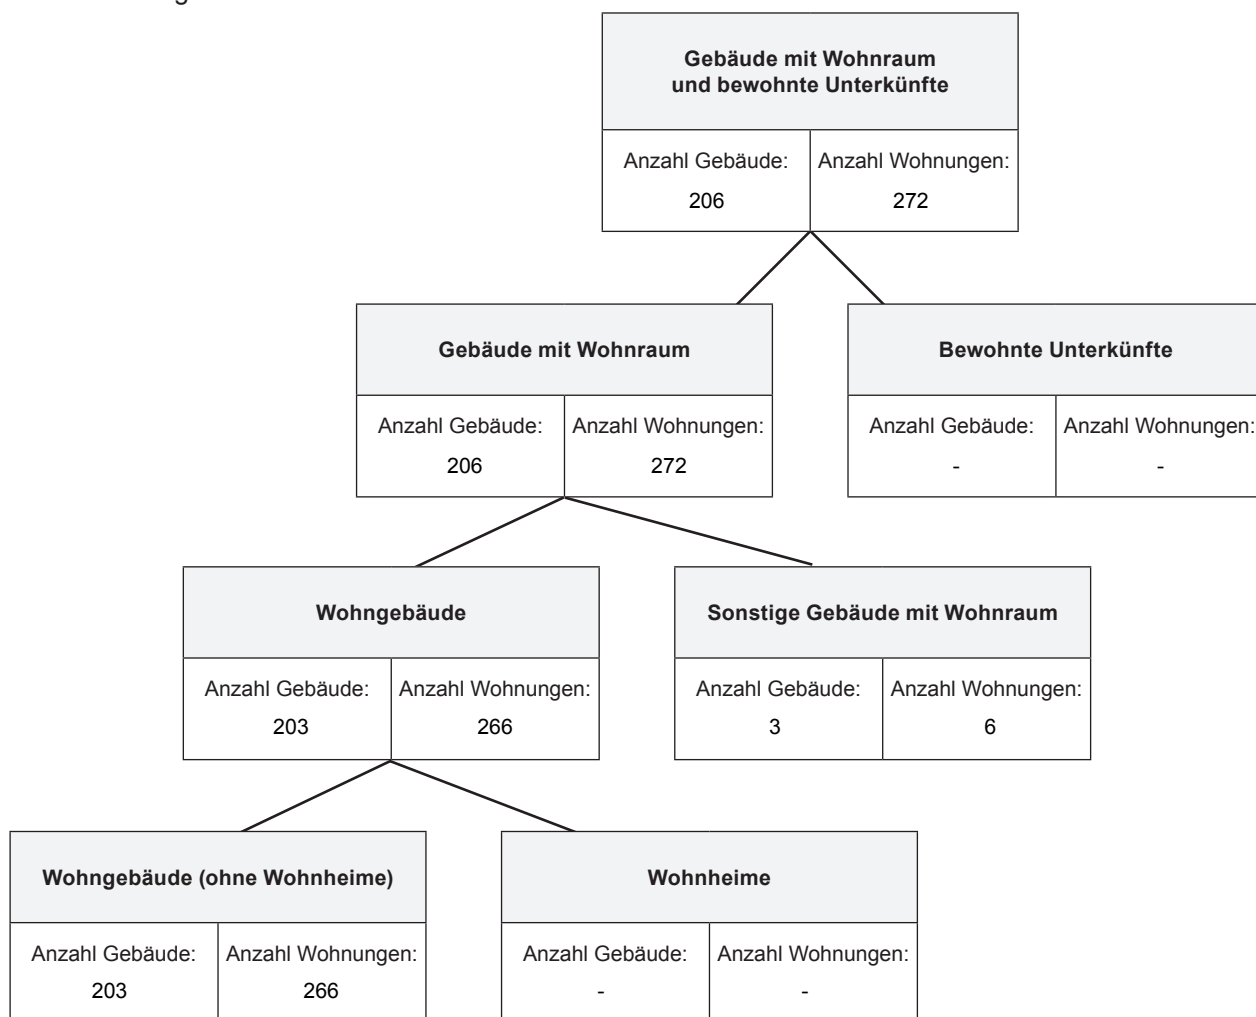 Gebäude mit Wohnraum
und bewohnte Unterkünfte
Anzahl Gebäude: Anzahl Wohnungen:
206 272
Gebäude mit Wohnraum
Anzahl Gebäude: Anzahl Wohnungen:
206 272
Bewohnte Unterkünfte
Anzahl Gebäude: Anzahl Wohnungen:
- -
Wohngebäude
Anzahl Gebäude: Anzahl Wohnungen:
203 266
Sonstige Gebäude mit Wohnraum
Anzahl Gebäude: Anzahl Wohnungen:
3 6
Wohngebäude (ohne Wohnheime)
Anzahl Gebäude: Anzahl Wohnungen:
203 266
Wohnheime
Anzahl Gebäude: Anzahl Wohnungen:
- -